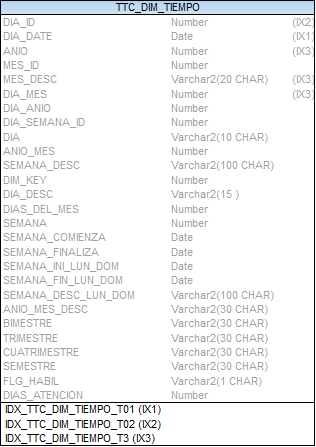 TTC_DIM_TIEMPO
DIA_ID Number (IX2)
DIA_DATE Date (IX1)
ANIO Number (IX3)
MES_ID Number
MES_DESC Varchar2(20 CHAR) (IX3)
DIA_MES Number (IX3)
DIA_ANIO Number
DIA_SEMANA_ID Number
DIA Varchar2(10 CHAR)
ANIO_MES Number
SEMANA_DESC Varchar2(100 CHAR)
DIM_KEY Number
DIA_DESC Varchar2(15 )
DIAS_DEL_MES Number
SEMANA Number
SEMANA_COMIENZA Date
SEMANA_FINALIZA Date
SEMANA_INI_LUN_DOM Date
SEMANA_FIN_LUN_DOM Date
SEMANA_DESC_LUN_DOM Varchar2(100 CHAR)
ANIO_MES_DESC Varchar2(30 CHAR)
BIMESTRE Varchar2(30 CHAR)
TRIMESTRE Varchar2(30 CHAR)
CUATRIMESTRE Varchar2(30 CHAR)
SEMESTRE Varchar2(30 CHAR)
FLG_HABIL Varchar2(1 CHAR)
DIAS_ATENCION Number
IDX_TTC_DIM_TIEMPO_T01 (IX1)
IDX_TTC_DIM_TIEMPO_T02 (IX2)
IDX_TTC_DIM_TIEMPO_T3 (IX3)